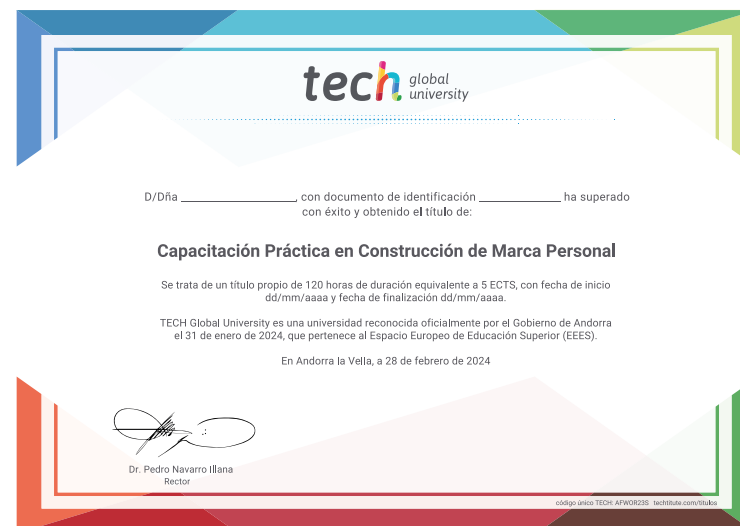 tech global university
D/Dña ____________, con documento de identificación ____________ ha superado
con éxito y obtenido el título de:
Capacitación Práctica en Construcción de Marca Personal
Se trata de un título propio de 120 horas de duración equivalente a 5 ECTS, con fecha de inicio
dd/mm/aaaa y fecha de finalización dd/mm/aaaa.
TECH Global University es una universidad reconocida oficialmente por el Gobierno de Andorra
el 31 de enero de 2024, que pertenece al Espacio Europeo de Educación Superior (EEES).
En Andorra la Vella, a 28 de febrero de 2024
Dr. Pedro Navarro Illana
Rector
código único TECH: AFWOR23S techtitute.com/titulos